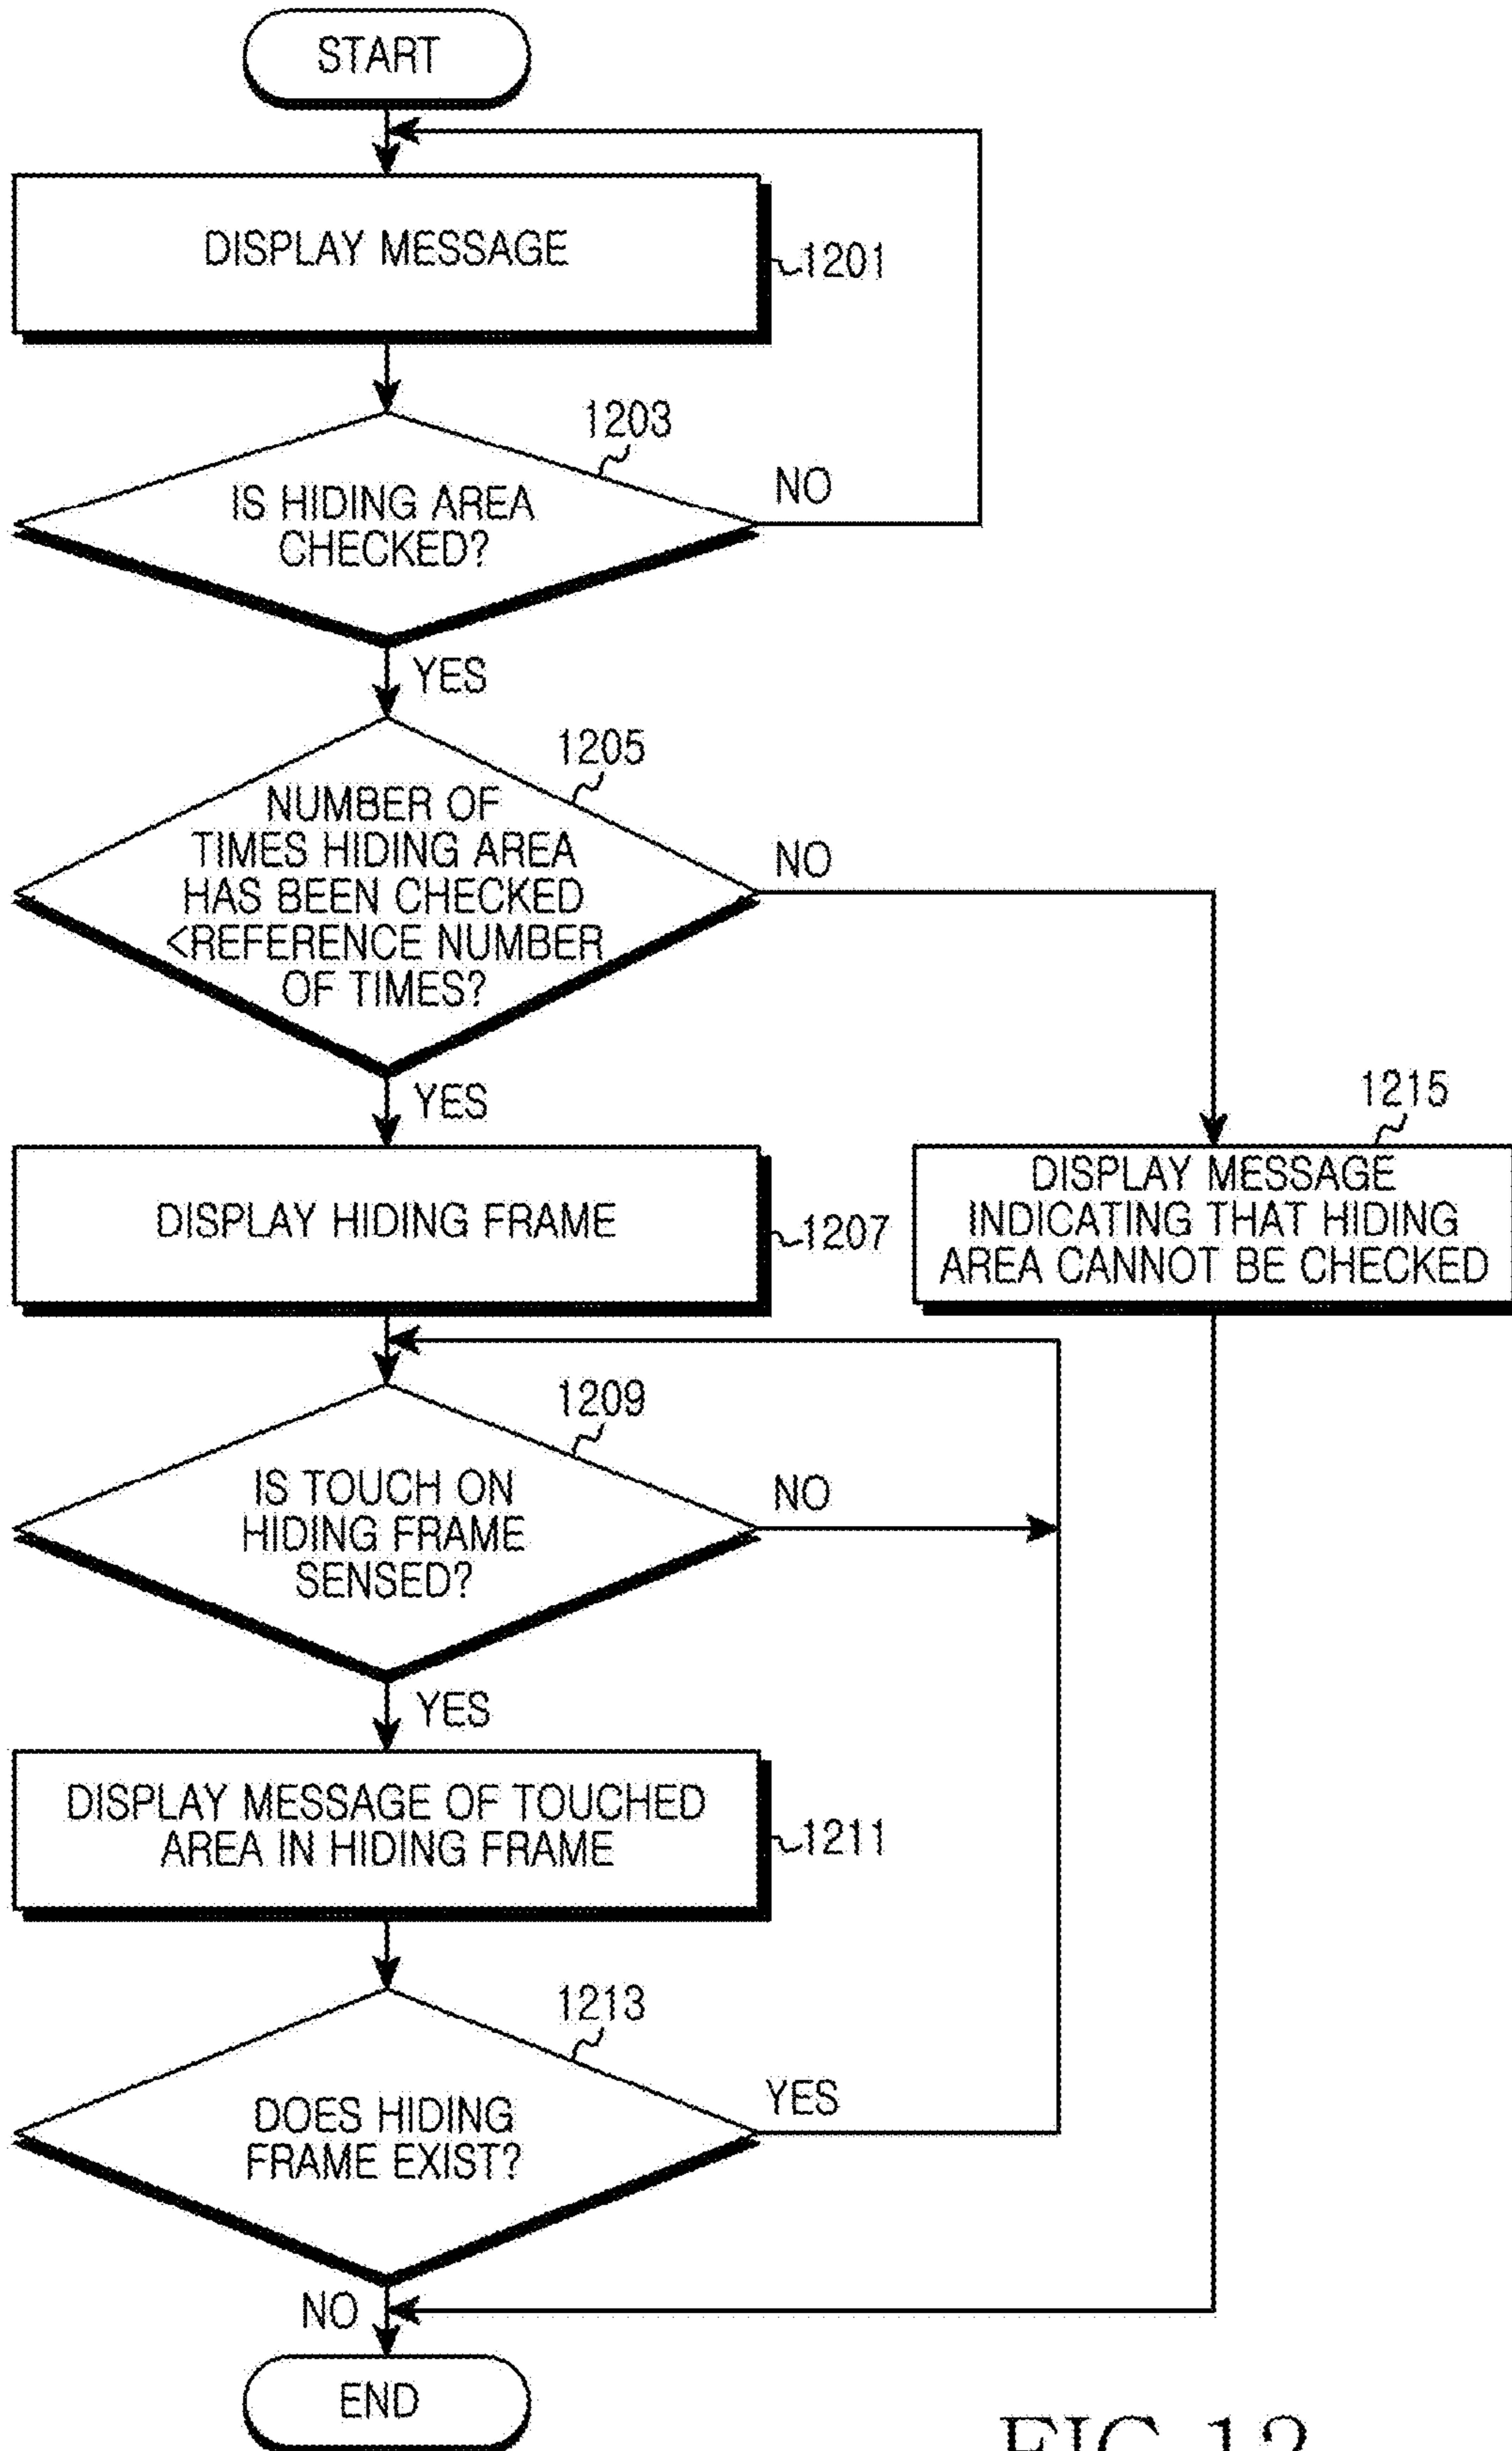 START
DISPLAY MESSAGE
1201
1203
IS HIDING AREA
CHECKED?
NO
YES
1205
NUMBER OF
TIMES HIDING AREA
HAS BEEN CHECKED
<REFERENCE NUMBER
OF TIMES?
NO
YES
1215
DISPLAY HIDING FRAME
1207
DISPLAY MESSAGE
INDICATING THAT HIDING
AREA CANNOT BE CHECKED
1209
IS TOUCH ON
HIDING FRAME
SENSED?
NO
YES
DISPLAY MESSAGE OF TOUCHED
AREA IN HIDING FRAME
1211
1213
DOES HIDING
FRAME EXIST?
YES
NO
END
FIG.12